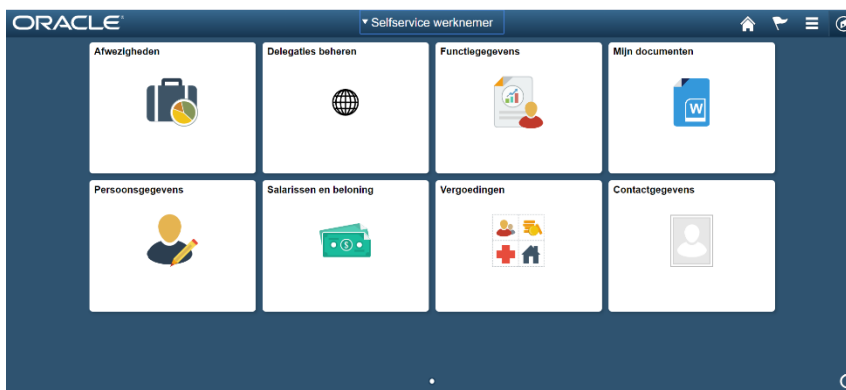 ORACLE
Selfservice werknemer
Afwezigheden
Delegaties beheren
Functiegegevens
Mijn documenten
W
Persoonsgegevens
Salarissen en beloning
Vergoedingen
Contactgegevens